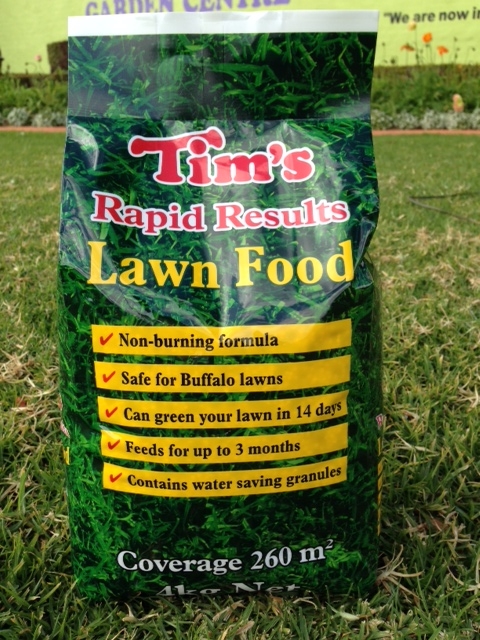 GARDEN CENTRE
"We are now in
Tim's
Rapid Results
Lawn Food
✓ Non-burning formula
✓ Safe for Buffalo lawns
✓ Can green your lawn in 14 days
✓ Feeds for up to 3 months
✓ Contains water saving granules
Coverage 260 m²
4kg Net